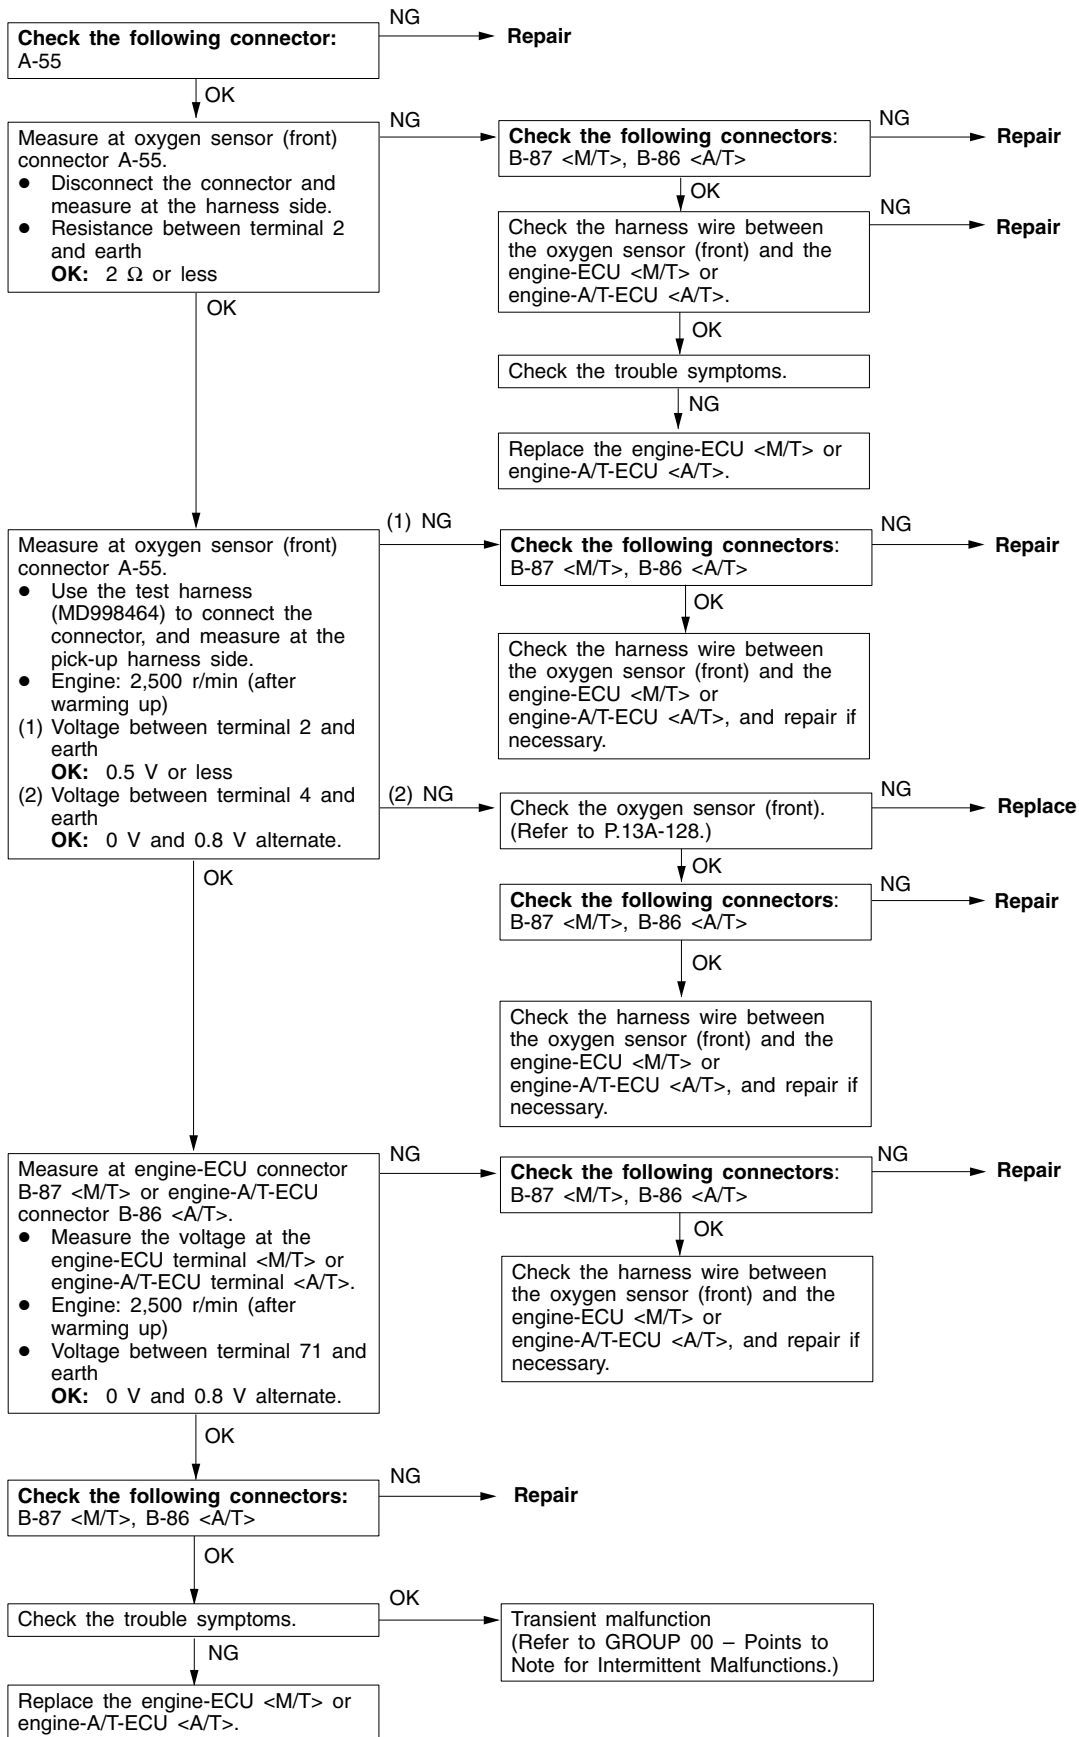 Check the following connector:
A-55
NG
Repair
OK
Measure at oxygen sensor (front)
connector A-55.
● Disconnect the connector and
measure at the harness side.
● Resistance between terminal 2
and earth
OK: 2 Ω or less
NG
Check the following connectors:
B-87 <M/T>, B-86 <A/T>
NG
Repair
OK
Check the harness wire between
the oxygen sensor (front) and the
engine-ECU <M/T> or
engine-A/T-ECU <A/T>.
NG
Repair
OK
Check the trouble symptoms.
NG
Replace the engine-ECU <M/T> or
engine-A/T-ECU <A/T>.
OK
Measure at oxygen sensor (front)
connector A-55.
● Use the test harness
(MD998464) to connect the
connector, and measure at the
pick-up harness side.
● Engine: 2,500 r/min (after
warming up)
(1) Voltage between terminal 2 and
earth
OK: 0.5 V or less
(2) Voltage between terminal 4 and
earth
OK: 0 V and 0.8 V alternate.
(1) NG
Check the following connectors:
B-87 <M/T>, B-86 <A/T>
NG
Repair
OK
Check the harness wire between
the oxygen sensor (front) and the
engine-ECU <M/T> or
engine-A/T-ECU <A/T>, and repair if
necessary.
(2) NG
Check the oxygen sensor (front).
(Refer to P.13A-128.)
NG
Replace
OK
Check the following connectors:
B-87 <M/T>, B-86 <A/T>
NG
Repair
OK
Check the harness wire between
the oxygen sensor (front) and the
engine-ECU <M/T> or
engine-A/T-ECU <A/T>, and repair if
necessary.
OK
Measure at engine-ECU connector
B-87 <M/T> or engine-A/T-ECU
connector B-86 <A/T>.
● Measure the voltage at the
engine-ECU terminal <M/T> or
engine-A/T-ECU terminal <A/T>.
● Engine: 2,500 r/min (after
warming up)
● Voltage between terminal 71 and
earth
OK: 0 V and 0.8 V alternate.
NG
Check the following connectors:
B-87 <M/T>, B-86 <A/T>
NG
Repair
OK
Check the harness wire between
the oxygen sensor (front) and the
engine-ECU <M/T> or
engine-A/T-ECU <A/T>, and repair if
necessary.
OK
Check the following connectors:
B-87 <M/T>, B-86 <A/T>
NG
Repair
OK
Check the trouble symptoms.
OK
Transient malfunction
(Refer to GROUP 00 – Points to
Note for Intermittent Malfunctions.)
NG
Replace the engine-ECU <M/T> or
engine-A/T-ECU <A/T>.